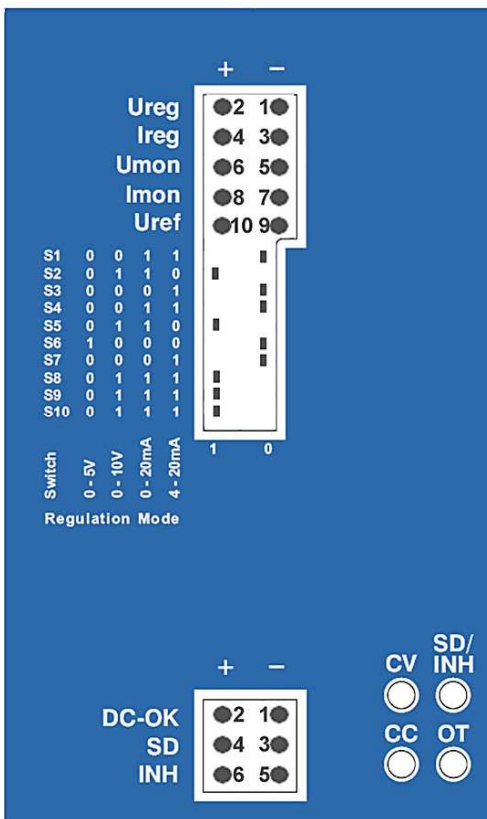 + −
Ureg 2 1
Ireg 4 3
Umon 6 5
Imon 8 7
Uref 10 9
S1 0 0 1 1
S2 0 1 1 0
S3 0 0 0 1
S4 0 0 1 1
S5 0 1 1 0
S6 1 0 0 0
S7 0 0 0 1
S8 0 1 1 1
S9 0 1 1 1
S10 0 1 1 1
1 0
Switch
0 - 5V
0 - 10V
0 - 20mA
4 - 20mA
Regulation Mode
+ −
DC-OK 2 1
SD 4 3
INH 6 5
CV
SD/
INH
CC OT